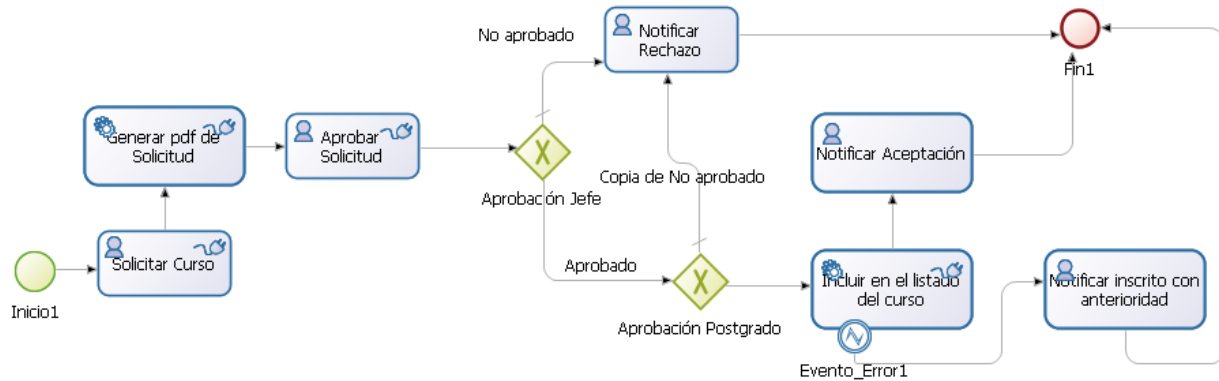 No aprobado
Notificar
Rechazo
Fin1
Generar pdf de
Solicitud
Aprobar
Solicitud
X
Aprobación Jefe
Notificar Aceptación
Copia de No aprobado
Solicitar Curso
Inicio1
Aprobado
X
Aprobación Postgrado
Incluir en el listado
del curso
Notificar inscrito con
anterioridad
Evento_Error1